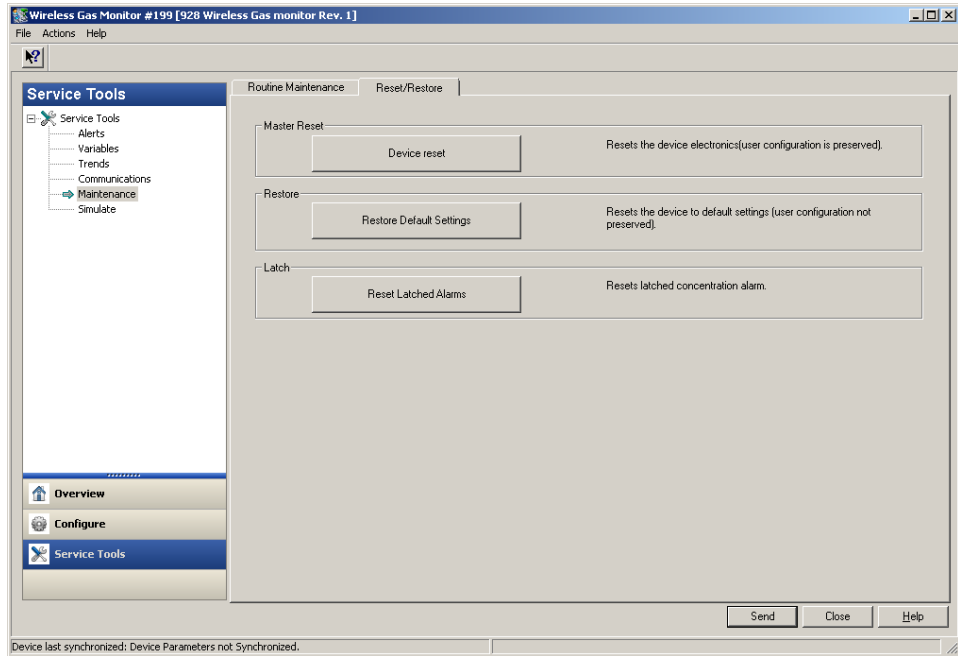 Wireless Gas Monitor #199 [928 Wireless Gas monitor Rev. 1]
File Actions Help
Service Tools
Service Tools
Alerts
Variables
Trends
Communications
Maintenance
Simulate
Overview
Configure
Service Tools
Routine Maintenance
Reset/Restore
Master Reset
Device reset
Resets the device electronics(user configuration is preserved).
Restore
Restore Default Settings
Resets the device to default settings (user configuration not
preserved).
Latch
Reset Latched Alarms
Resets latched concentration alarm.
Send
Close
Help
Device last synchronized: Device Parameters not Synchronized.